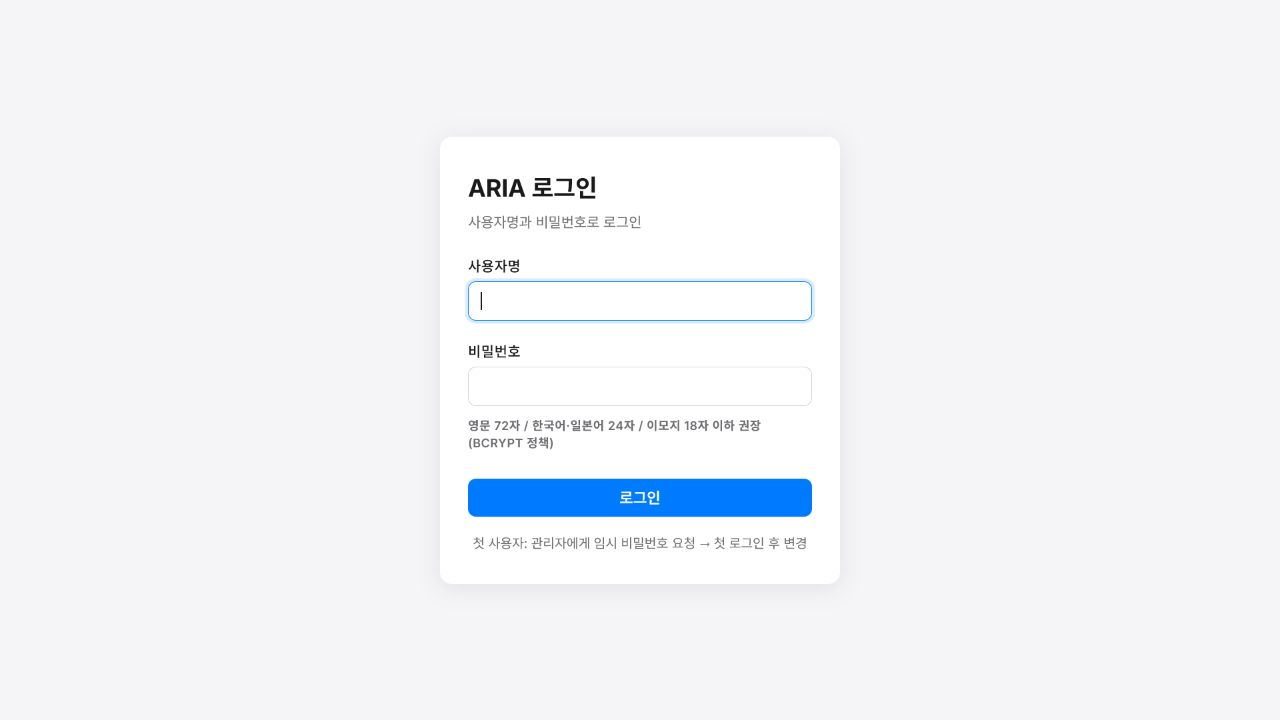 ARIA 로그인
사용자명과 비밀번호로 로그인
사용자명
비밀번호
영문 72자 / 한국어·일본어 24자 / 이모지 18자 이하 권장
(BCRYPT 정책)
로그인
첫 사용자: 관리자에게 임시 비밀번호 요청 → 첫 로그인 후 변경